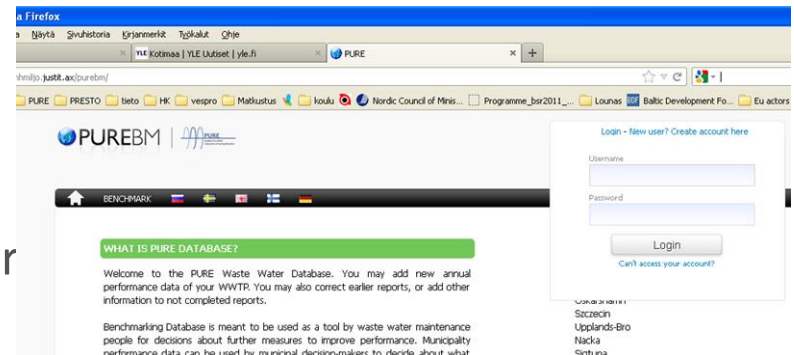 a Firefox
a Näytä Sivuhistoria Kirjanmerkit Työkalut Ohje
YLE Kotimaa | YLE Uutiset | yle.fi × PURE × +
justit.ax/purebm/
PURE PRESTO tieto HK vespro Matkustus koulu Nordic Council of Minis... Programme_bsr2011_... Lounas BDF Baltic Development Fo... Eu actors
PUREBM | PURE
Login - New user? Create account here
Username
Password
Login
Can't access your account?
BENCHMARK
r
WHAT IS PURE DATABASE?
Welcome to the PURE Waste Water Database. You may add new annual
performance data of your WWTP. You may also correct earlier reports, or add other
information to not completed reports.
Benchmarking Database is meant to be used as a tool by waste water maintenance
people for decisions about further measures to improve performance. Municipality
performance data can be used by municipal decision-makers to decide about what
Oskarshamn
Szczecin
Upplands-Bro
Nacka
Sigtuna